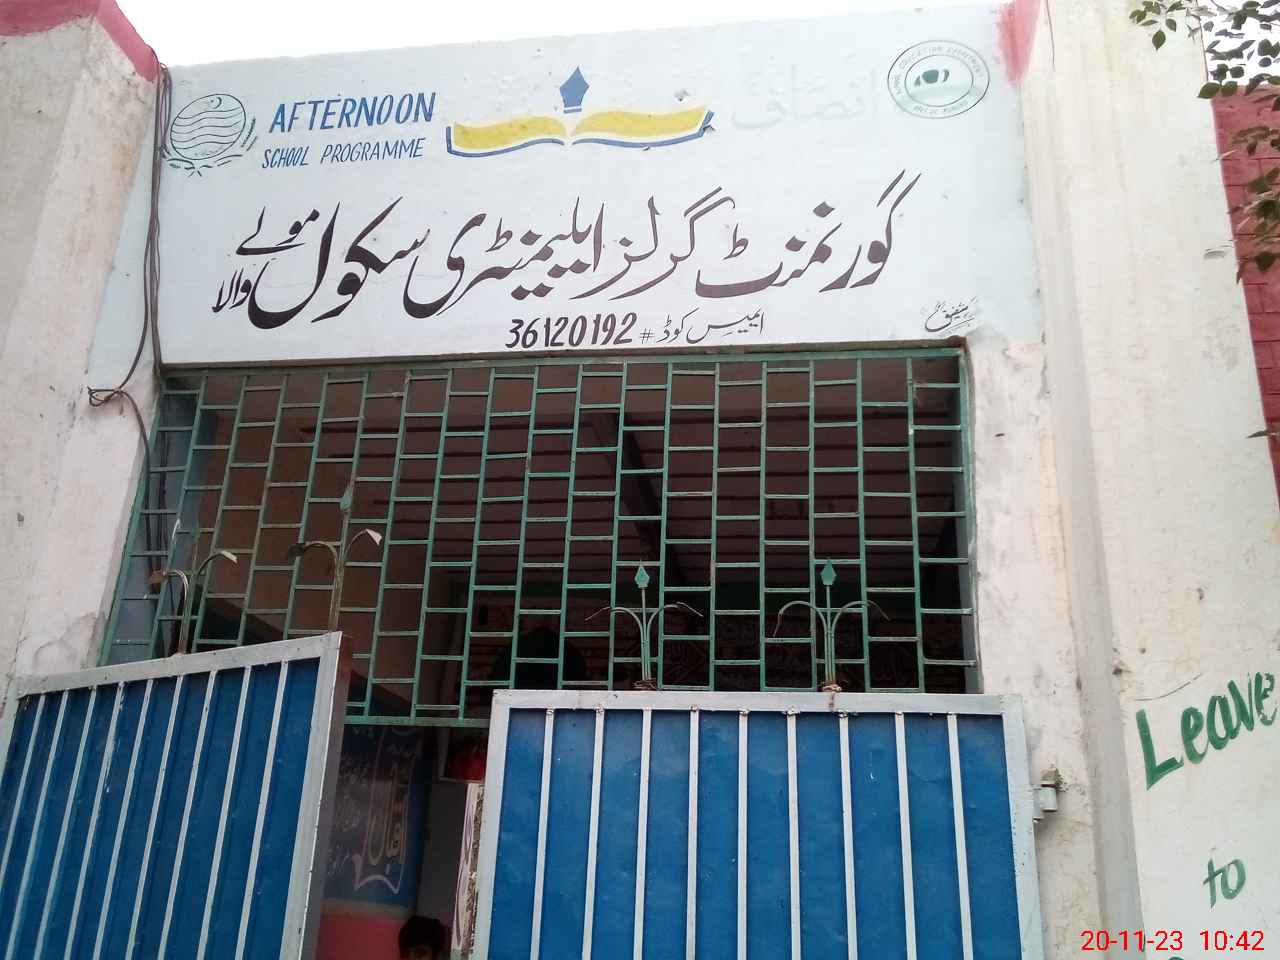 AFTERNOON
SCHOOL PROGRAMME
انصاف
گورنمنٹ گرلز ایلیمنٹری سکول مولے والا
ایمیس کوڈ # 36120192
Leave
to
20-11-23 10:42